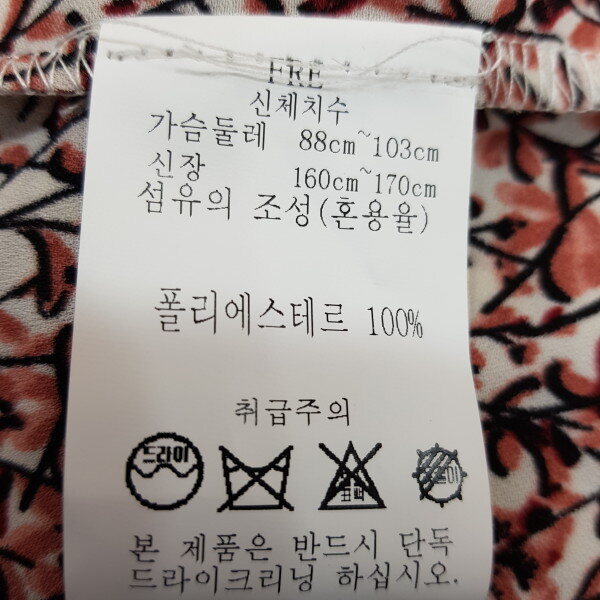 FRE
신체치수
가슴둘레 88cm~103cm
신장 160cm~170cm
섬유의 조성(혼용율)
폴리에스테르 100%
취급주의
드라이
표백
본 제품은 반드시 단독
드라이크리닝 하십시오.